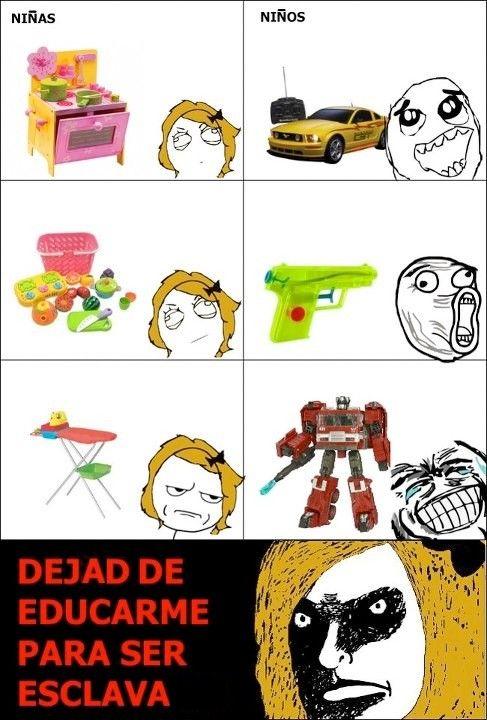 NIÑAS
NIÑOS
DEJAD DE
EDUCARME
PARA SER
ESCLAVA